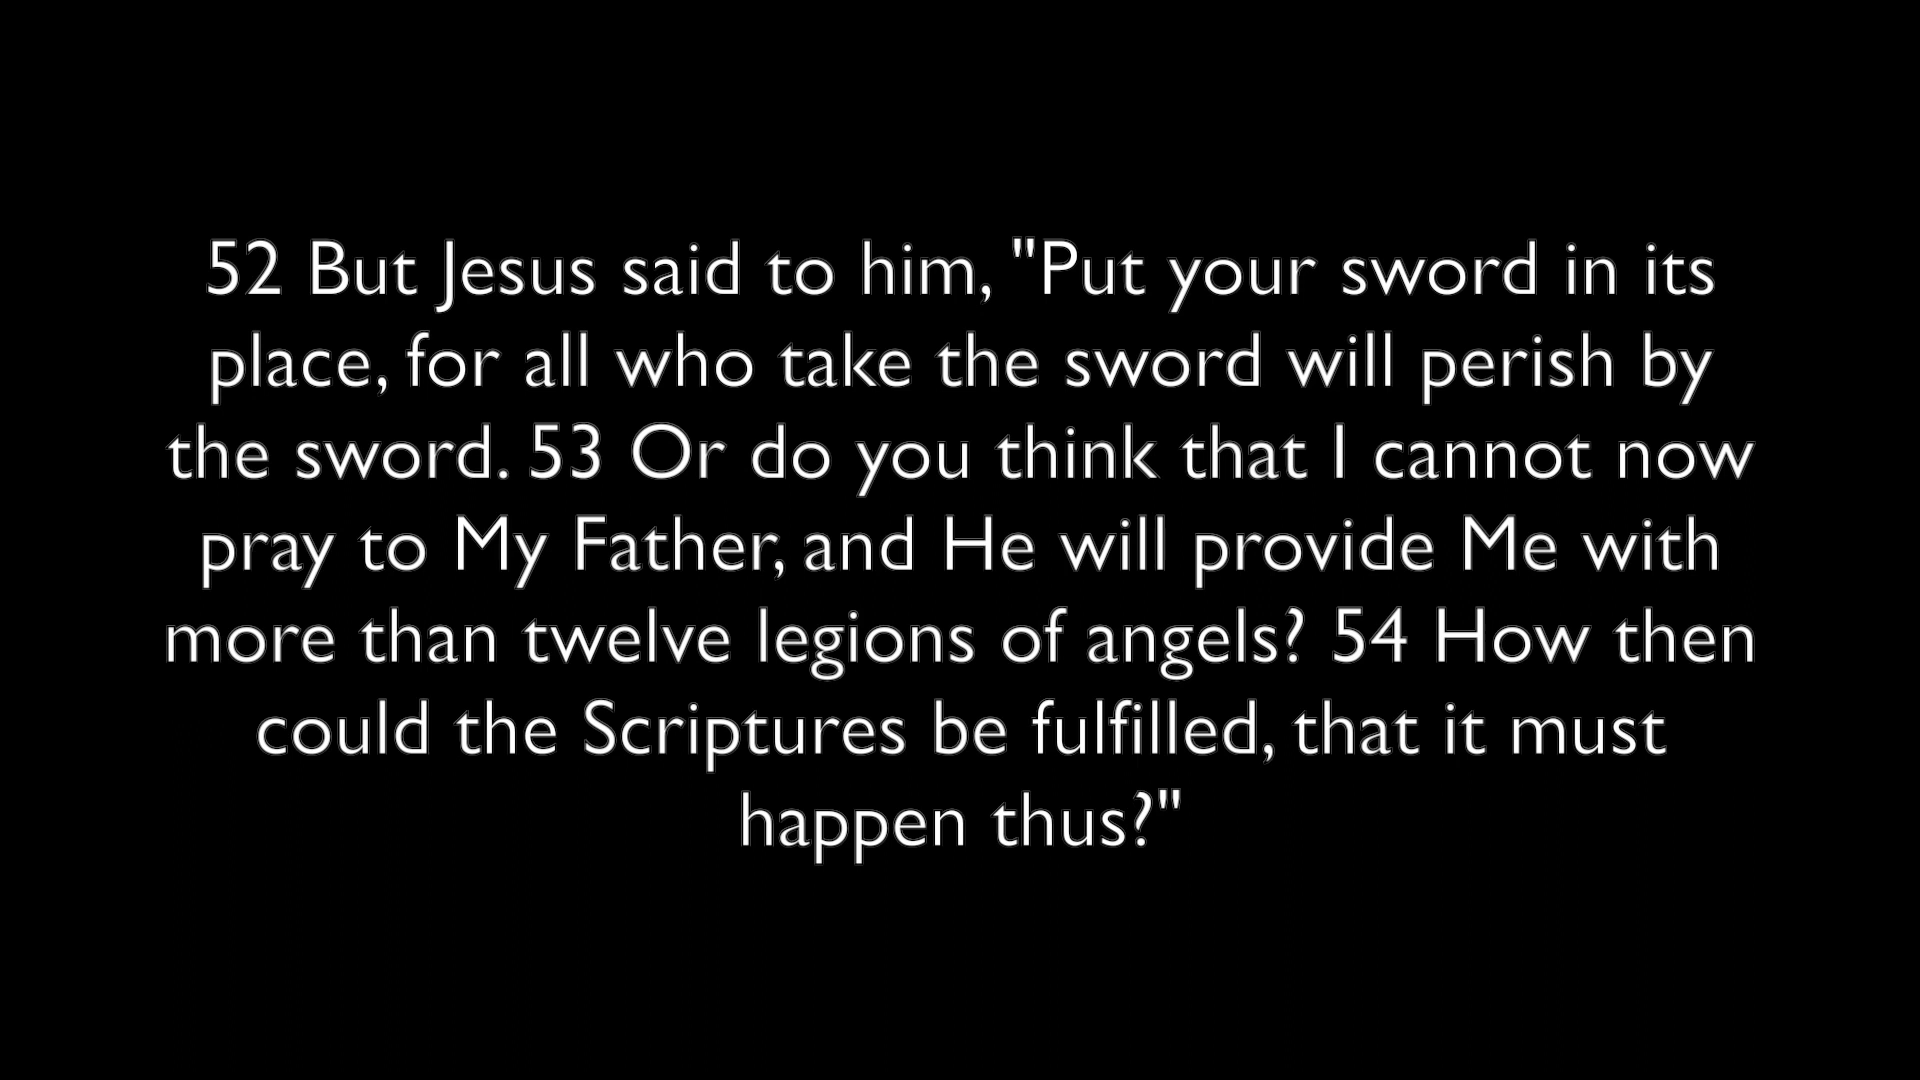 52 But Jesus said to him, "Put your sword in its
place, for all who take the sword will perish by
the sword. 53 Or do you think that I cannot now
pray to My Father, and He will provide Me with
more than twelve legions of angels? 54 How then
could the Scriptures be fulfilled, that it must
happen thus?"